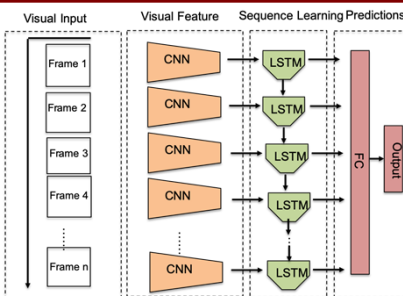 Visual Input
Visual Feature
Sequence Learning
Predictions
Frame 1
Frame 2
Frame 3
Frame 4
Frame n
CNN
CNN
CNN
CNN
CNN
LSTM
LSTM
LSTM
LSTM
LSTM
FC
Output